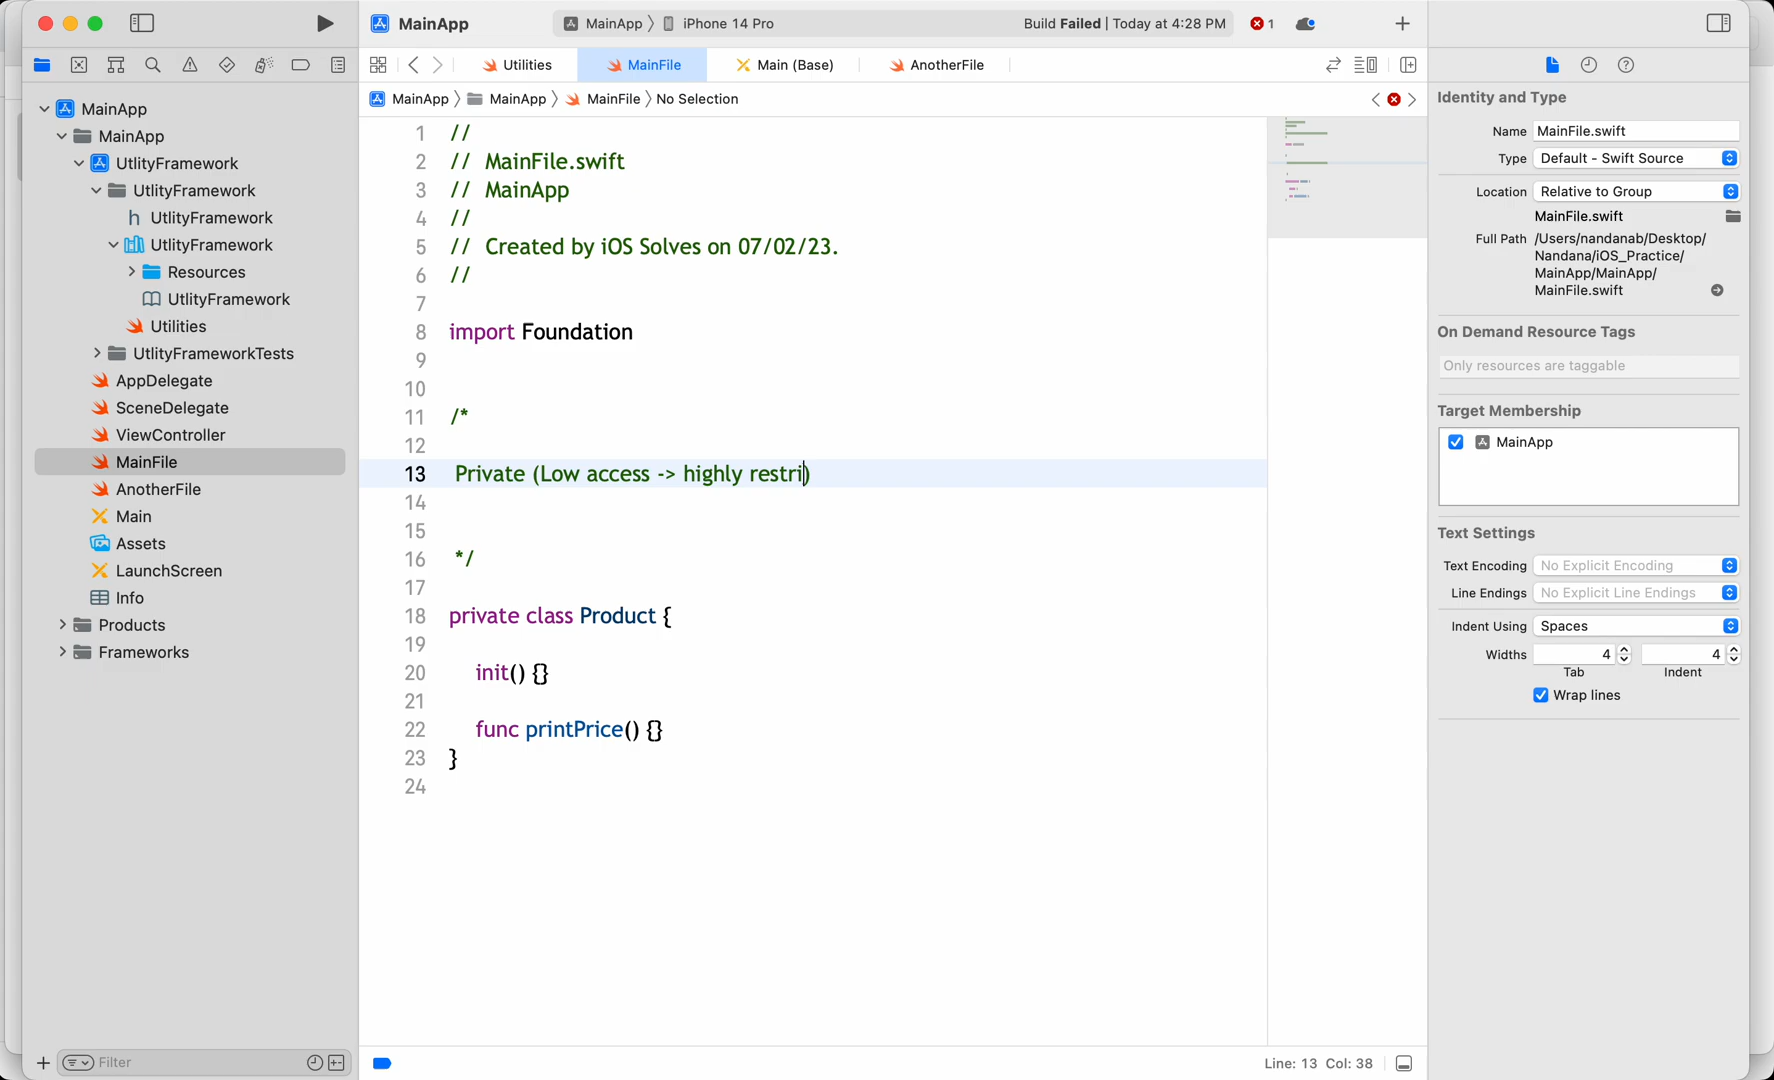 MainApp
MainApp
iPhone 14 Pro
Build Failed | Today at 4:28 PM
1
Utilities
MainFile
Main (Base)
AnotherFile
MainApp
MainApp
MainFile
No Selection
MainApp
MainApp
UtlityFramework
UtlityFramework
h UtlityFramework
UtlityFramework
Resources
UtlityFramework
Utilities
UtlityFrameworkTests
AppDelegate
SceneDelegate
ViewController
MainFile
AnotherFile
Main
Assets
LaunchScreen
Info
Products
Frameworks
Filter
1 //
2 // MainFile.swift
3 // MainApp
4 //
5 // Created by iOS Solves on 07/02/23.
6 //
7
8 import Foundation
9
10
11 /*
12
13 Private (Low access -> highly restri)
14
15
16 */
17
18 private class Product {
19
20 init() {}
21
22 func printPrice() {}
23 }
24
Line: 13 Col: 38
Identity and Type
Name MainFile.swift
Type Default - Swift Source
Location Relative to Group
MainFile.swift
Full Path /Users/nandanab/Desktop/
Nandana/iOS_Practice/
MainApp/MainApp/
MainFile.swift
On Demand Resource Tags
Only resources are taggable
Target Membership
MainApp
Text Settings
Text Encoding No Explicit Encoding
Line Endings No Explicit Line Endings
Indent Using Spaces
Widths 4 4
Tab Indent
Wrap lines